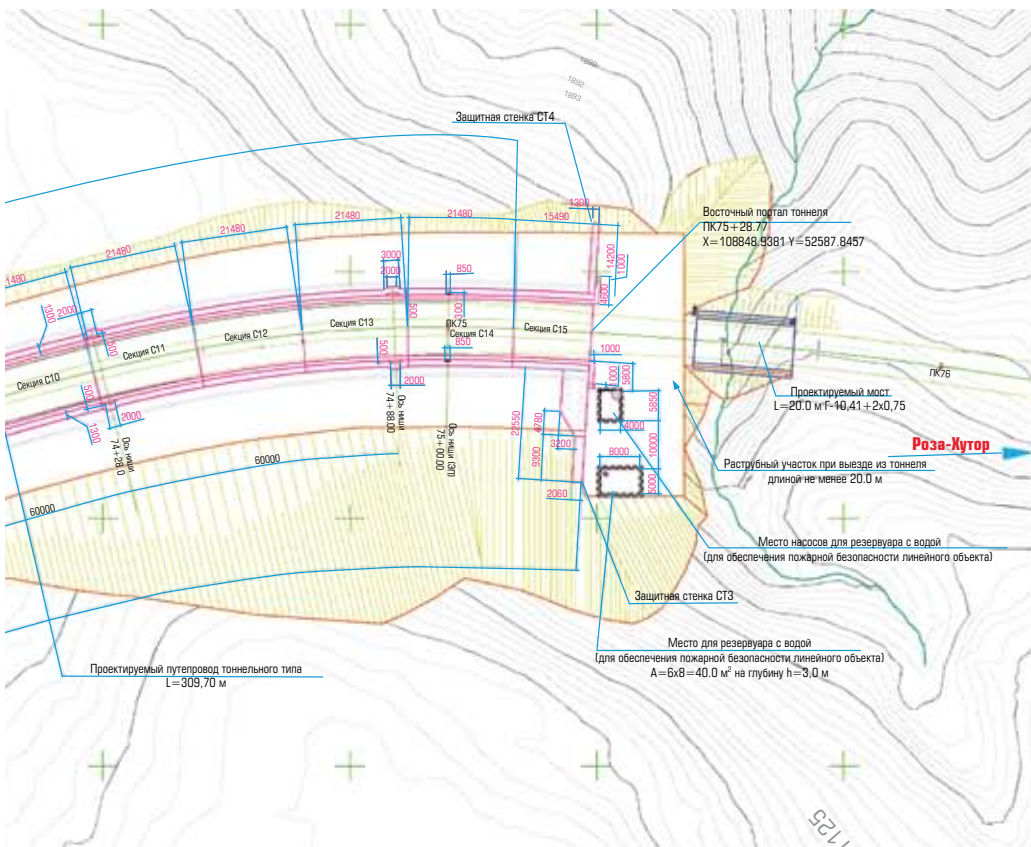 1890
1892
1893
Защитная стенка СТ4
1300
21480
21480
15490
21480
21480
1480
Восточный портал тоннеля
ПК75+28.77
X=108848.9381 Y=52587.8457
3000
2000
850
14200
1000
4600
1300
2000
1500
500
300
ПК75
Секция С10
Секция С11
Секция С12
Секция С13
Секция С14
Секция С15
850
500
1000
ПК76
500
2000
1300
2000
1000
5800
5850
4000
Проектируемый мост
L=20.0 м Г-10,41+2x0,75
Ось ниши
74+28.0
Ось ниши
74+88.00
Ось ниши (ЭП)
75+00.00
22550
4780
3200
9300
10000
8000
5000
2060
Роза-Хутор
60000
60000
Раструбный участок при выезде из тоннеля
длиной не менее 20.0 м
Место насосов для резервуара с водой
(для обеспечения пожарной безопасности линейного объекта)
Защитная стенка СТ3
Место для резервуара с водой
(для обеспечения пожарной безопасности линейного объекта)
A=6x8=40.0 м² на глубину h=3,0 м
Проектируемый путепровод тоннельного типа
L=309,70 м
1125